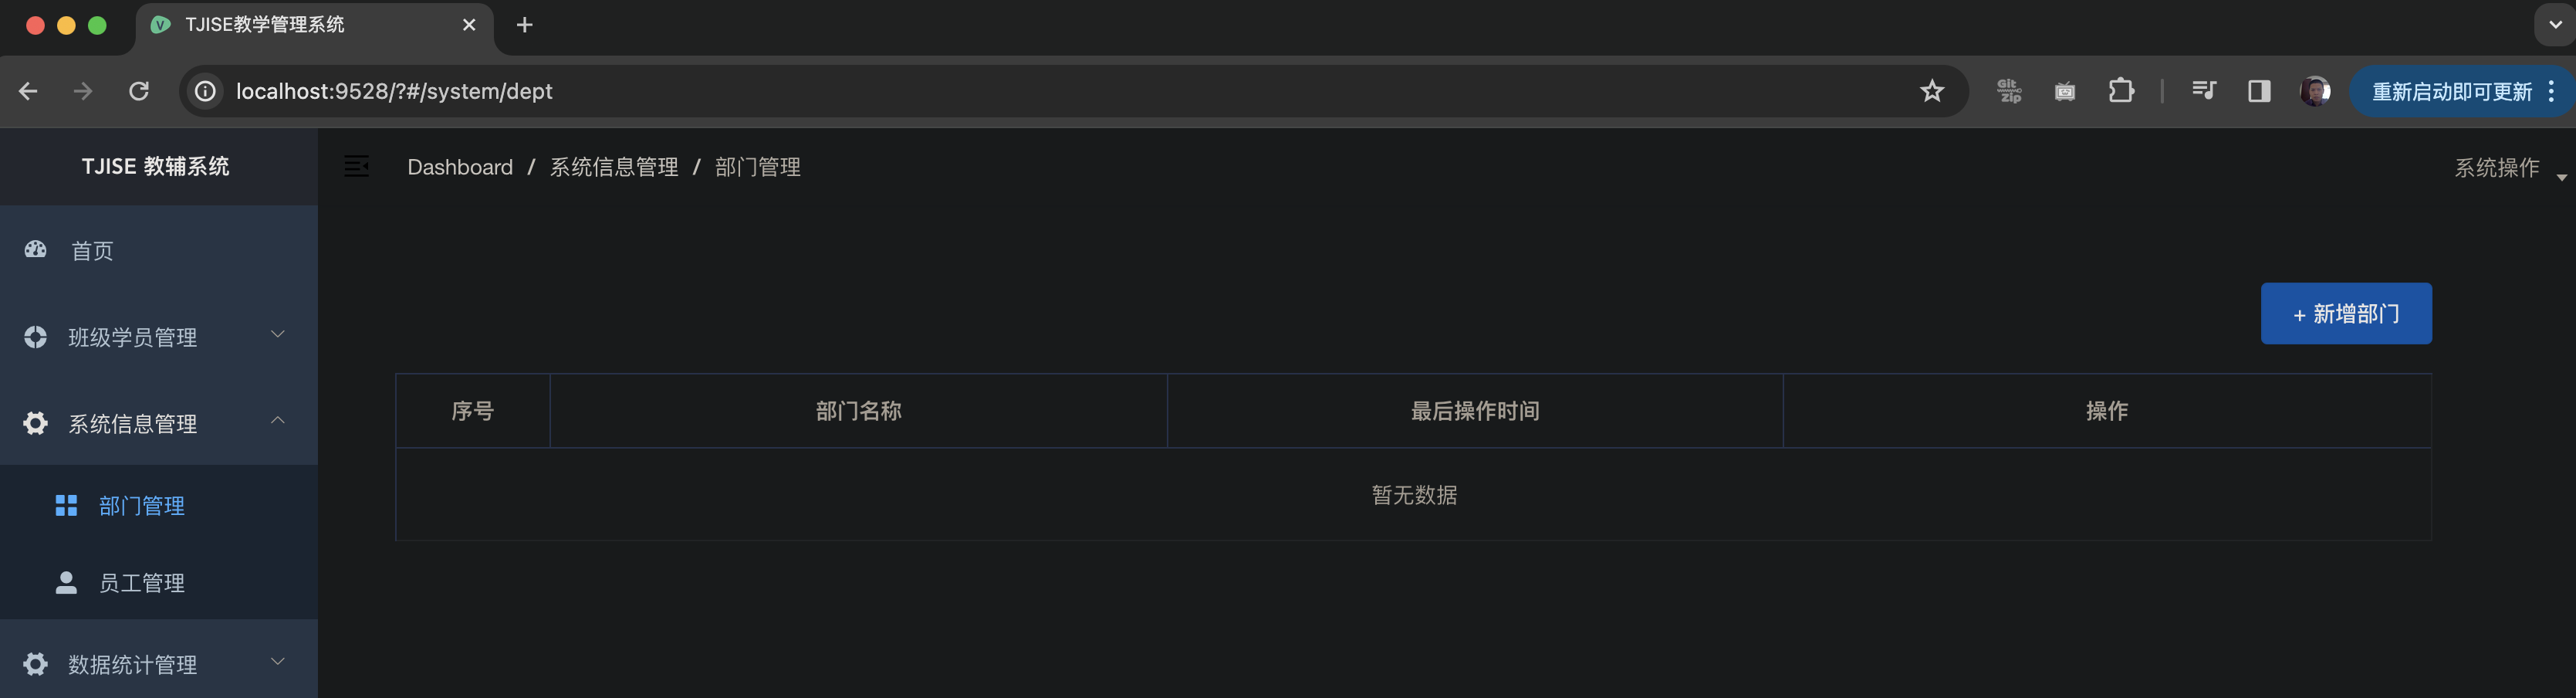 TJISE教学管理系统
localhost:9528/?#/system/dept
Git
Zip
重新启动即可更新
TJISE 教辅系统
Dashboard / 系统信息管理 / 部门管理
系统操作
首页
班级学员管理
系统信息管理
部门管理
员工管理
数据统计管理
+ 新增部门
序号 部门名称 最后操作时间 操作
暂无数据